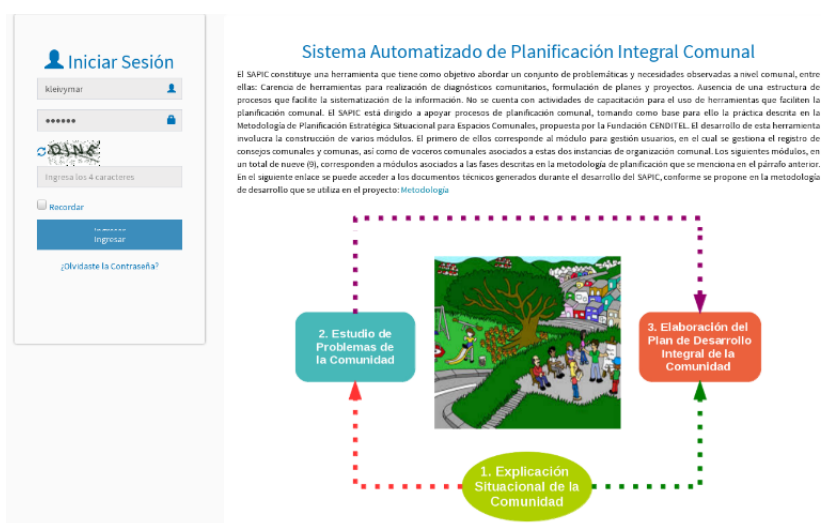 Iniciar Sesión
kleirymar
••••••
Ingresa los 4 caracteres
Recordar
Ingresar
¿Olvidaste la Contraseña?
Sistema Automatizado de Planificación Integral Comunal
El SAPIC constituye una herramienta que tiene como objetivo abordar un conjunto de problemáticas y necesidades observadas a nivel comunal, entre
ellas: Carencia de herramientas para realización de diagnósticos comunitarios, formulación de planes y proyectos. Ausencia de una estructura de
procesos que facilite la sistematización de la información. No se cuenta con actividades de capacitación para el uso de herramientas que faciliten la
planificación comunal. El SAPIC está dirigido a apoyar procesos de planificación comunal, tomando como base para ello la práctica descrita en la
Metodología de Planificación Estratégica Situacional para Espacios Comunales, propuesta por la Fundación CENDITEL. El desarrollo de esta herramienta
involucra la construcción de varios módulos. El primero de ellos corresponde al módulo para gestión usuarios, en el cual se gestiona el registro de
consejos comunales y comunas, así como de voceros comunales asociados a estas dos instancias de organización comunal. Los siguientes módulos, en
un total de nueve (9), corresponden a módulos asociados a las fases descritas en la metodología de planificación que se menciona en el párrafo anterior.
En el siguiente enlace se puede acceder a los documentos técnicos generados durante el desarrollo del SAPIC, conforme se propone en la metodología
de desarrollo que se utiliza en el proyecto: Metodología
2. Estudio de
Problemas de
la Comunidad
3. Elaboración del
Plan de Desarrollo
Integral de la
Comunidad
1. Explicación
Situacional de la
Comunidad